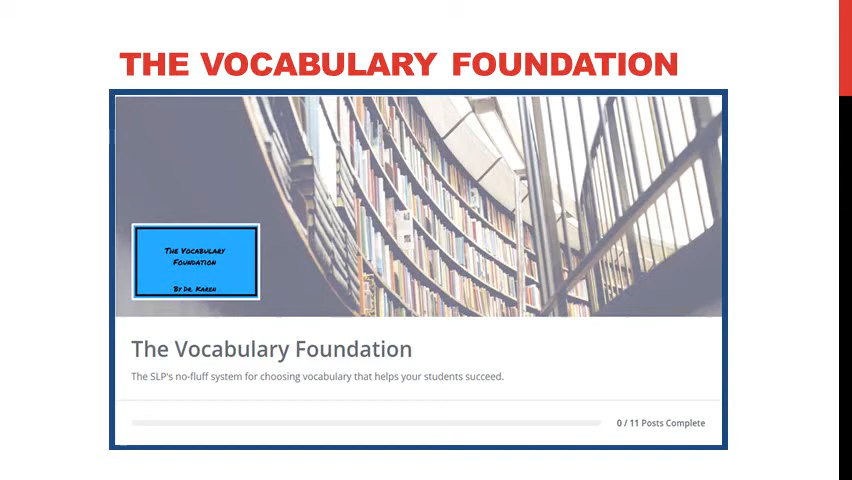 THE VOCABULARY FOUNDATION
The Vocabulary
Foundation
By Dr. Karen
The Vocabulary Foundation
The SLP's no-fluff system for choosing vocabulary that helps your students succeed.
0 / 11 Posts Complete